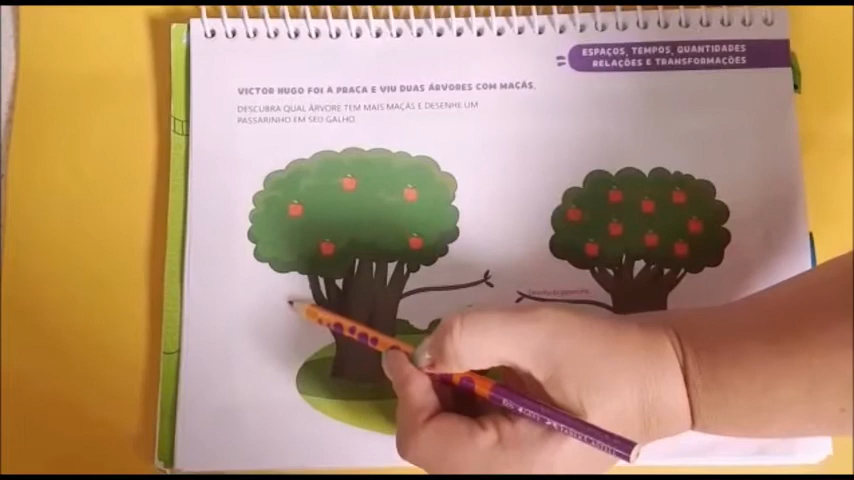 ESPAÇOS, TEMPOS, QUANTIDADES
RELAÇÕES E TRANSFORMAÇÕES
VICTOR HUGO FOI À PRAÇA E VIU DUAS ÁRVORES COM MAÇÃS.
DESCUBRA QUAL ÁRVORE TEM MAIS MAÇÃS E DESENHE UM
PASSARINHO EM SEU GALHO.